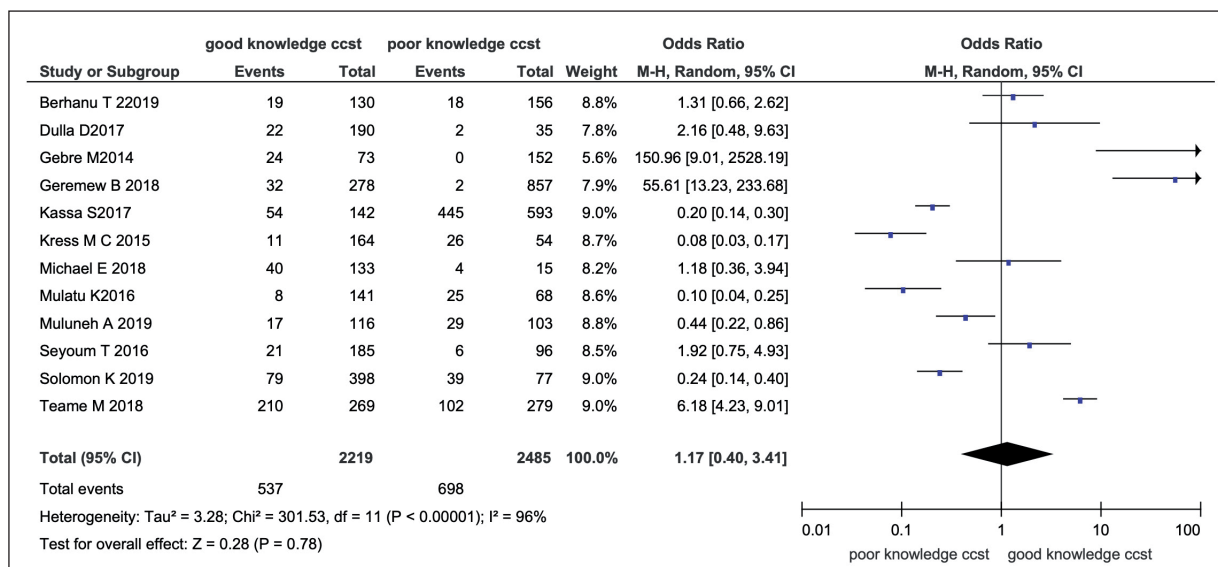 good knowledge ccst poor knowledge ccst Odds Ratio Odds Ratio
Study or Subgroup Events Total Events Total Weight M-H, Random, 95% CI M-H, Random, 95% CI
Berhanu T 22019 19 130 18 156 8.8% 1.31 [0.66, 2.62]
Dulla D2017 22 190 2 35 7.8% 2.16 [0.48, 9.63]
Gebre M2014 24 73 0 152 5.6% 150.96 [9.01, 2528.19]
Geremew B 2018 32 278 2 857 7.9% 55.61 [13.23, 233.68]
Kassa S2017 54 142 445 593 9.0% 0.20 [0.14, 0.30]
Kress M C 2015 11 164 26 54 8.7% 0.08 [0.03, 0.17]
Michael E 2018 40 133 4 15 8.2% 1.18 [0.36, 3.94]
Mulatu K2016 8 141 25 68 8.6% 0.10 [0.04, 0.25]
Muluneh A 2019 17 116 29 103 8.8% 0.44 [0.22, 0.86]
Seyoum T 2016 21 185 6 96 8.5% 1.92 [0.75, 4.93]
Solomon K 2019 79 398 39 77 9.0% 0.24 [0.14, 0.40]
Teame M 2018 210 269 102 279 9.0% 6.18 [4.23, 9.01]
Total (95% CI) 2219 2485 100.0% 1.17 [0.40, 3.41]
Total events 537 698
Heterogeneity: Tau² = 3.28; Chi² = 301.53, df = 11 (P < 0.00001); I² = 96%
Test for overall effect: Z = 0.28 (P = 0.78)
0.01 0.1 1 10 100
poor knowledge ccst good knowledge ccst